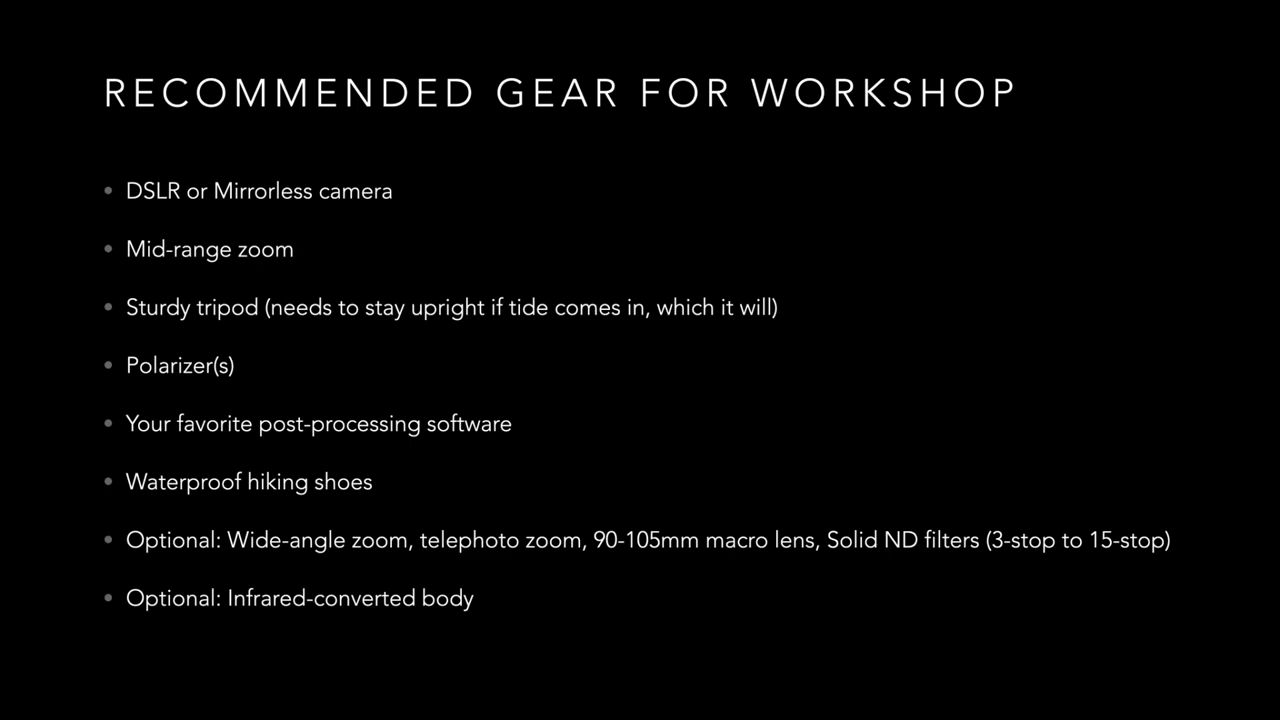 RECOMMENDED GEAR FOR WORKSHOP
• DSLR or Mirrorless camera
• Mid-range zoom
• Sturdy tripod (needs to stay upright if tide comes in, which it will)
• Polarizer(s)
• Your favorite post-processing software
• Waterproof hiking shoes
• Optional: Wide-angle zoom, telephoto zoom, 90-105mm macro lens, Solid ND filters (3-stop to 15-stop)
• Optional: Infrared-converted body